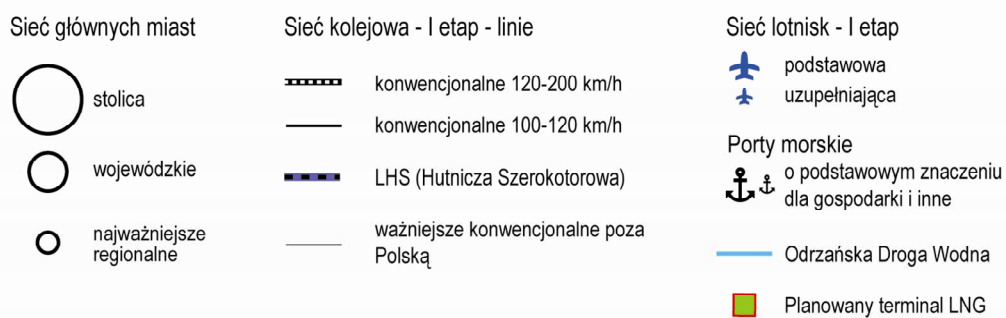 Sieć głównych miast
stolica
wojewódzkie
najważniejsze
regionalne
Sieć kolejowa - I etap - linie
konwencjonalne 120-200 km/h
konwencjonalne 100-120 km/h
LHS (Hutnicza Szerokotorowa)
ważniejsze konwencjonalne poza
Polską
Sieć lotnisk - I etap
podstawowa
uzupełniająca
Porty morskie
o podstawowym znaczeniu
dla gospodarki i inne
Odrzańska Droga Wodna
Planowany terminal LNG